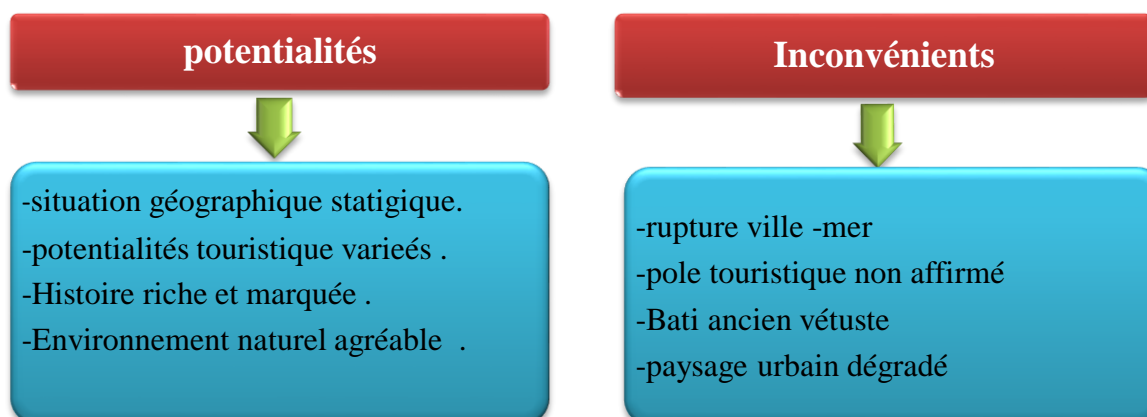 potentialités
-situation géographique statigique.
-potentialités touristique varieés .
-Histoire riche et marquée .
-Environnement naturel agréable  .
Inconvénients
-rupture ville -mer
-pole touristique non affirmé
-Bati ancien vétuste
-paysage urbain dégradé